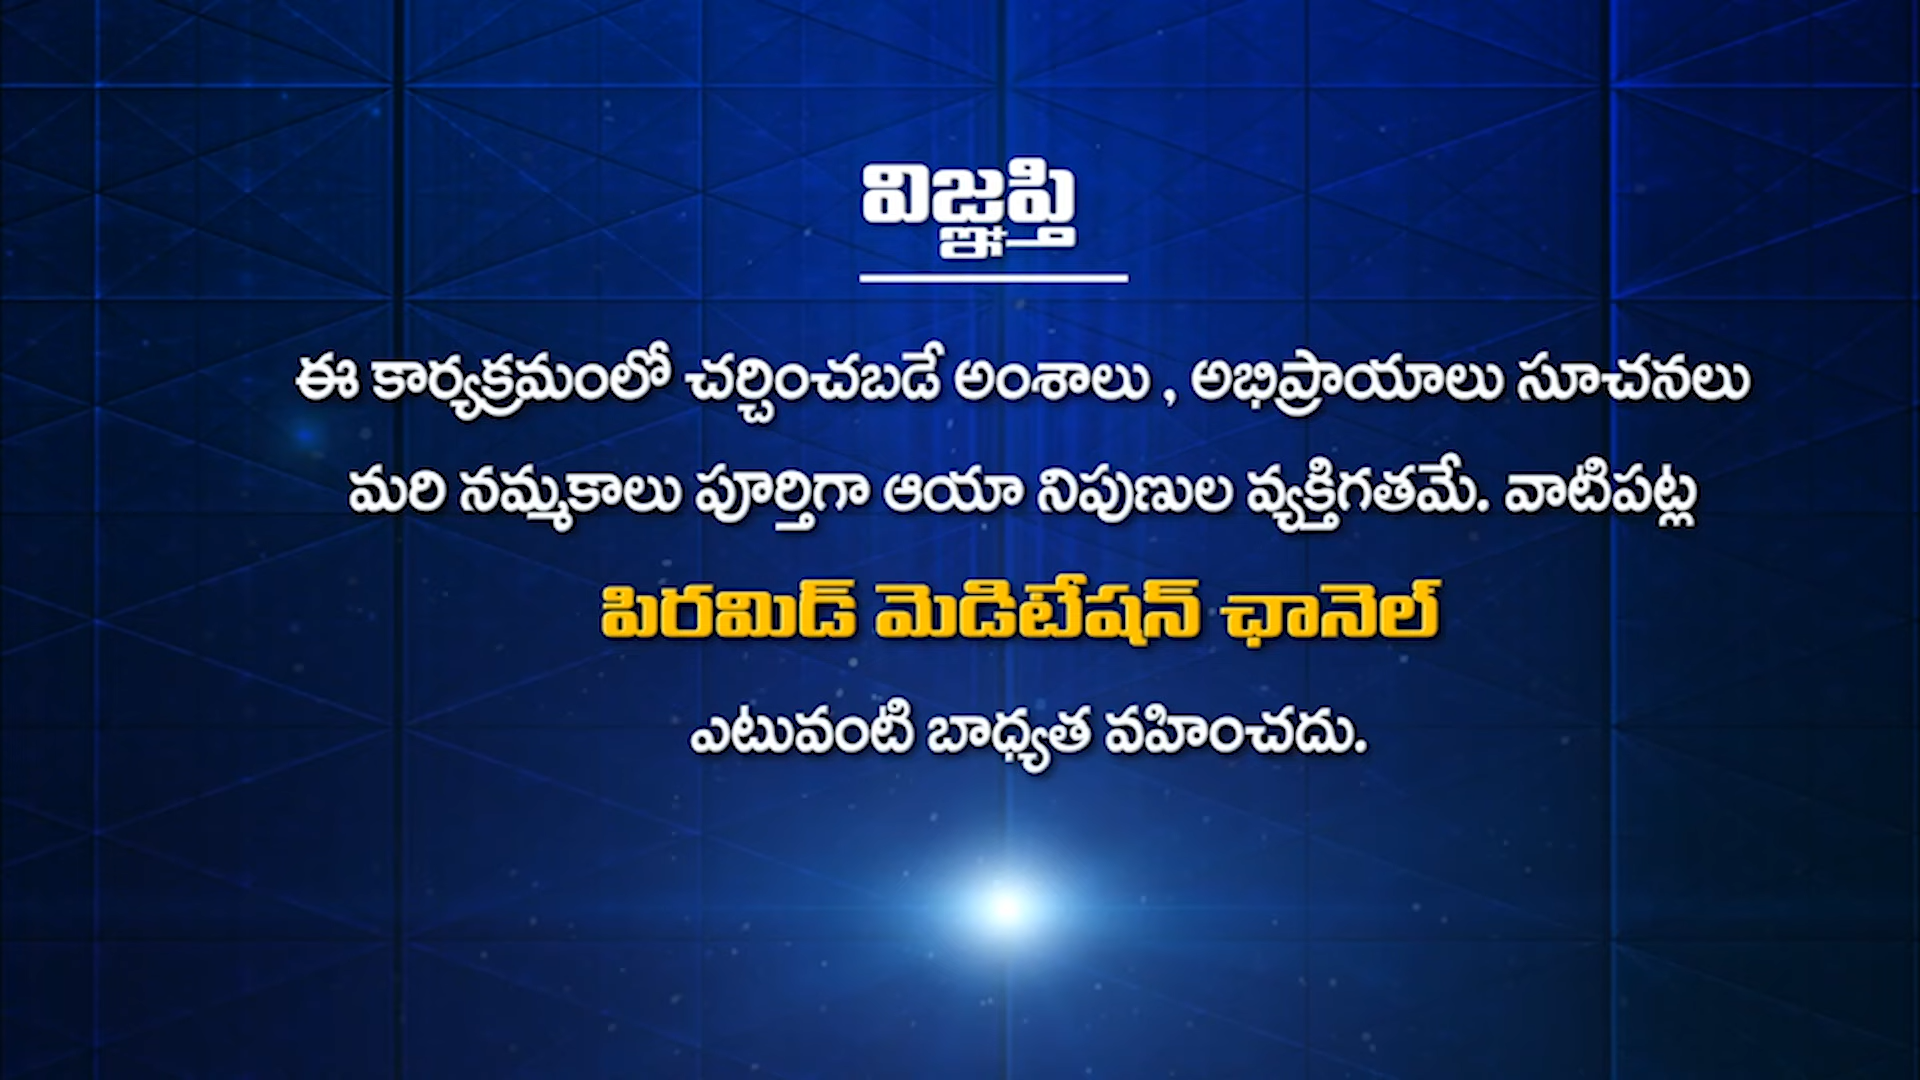 విజ్ఞప్తి
ఈ కార్యక్రమంలో చర్చించబడే అంశాలు , అభిప్రాయాలు సూచనలు
మరి నమ్మకాలు పూర్తిగా ఆయా నిపుణుల వ్యక్తిగతమే. వాటిపట్ల
పిరమిడ్ మెడిటేషన్ ఛానెల్
ఎటువంటి బాధ్యత వహించదు.